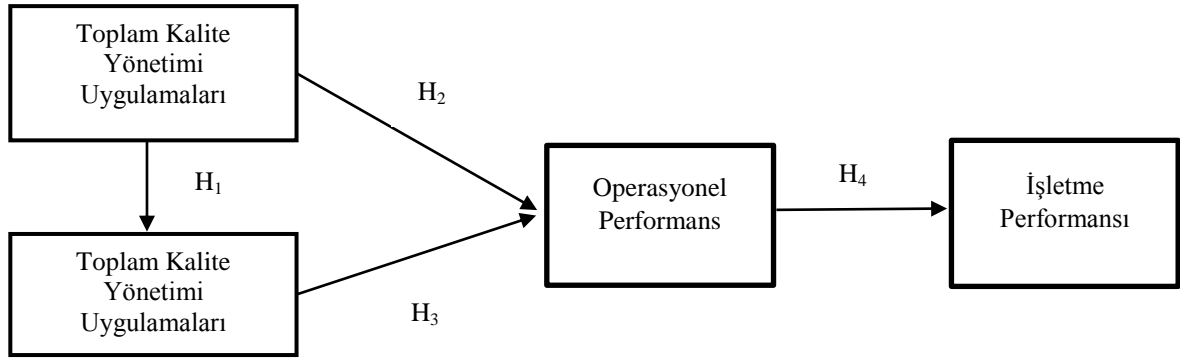 Toplam Kalite
Yönetimi
Uygulamaları
H2
H1
Operasyonel
Performans
H4
İşletme
Performansı
Toplam Kalite
Yönetimi
Uygulamaları
H3